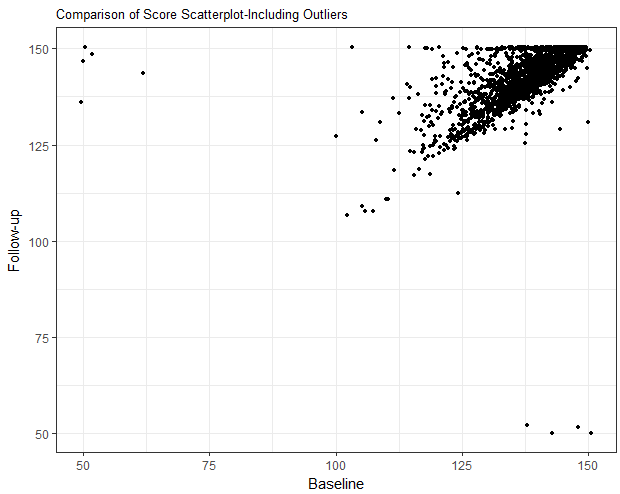 Comparison of Score Scatterplot-Including Outliers
150
125
100
75
50
Follow-up
50 75 100 125 150
Baseline